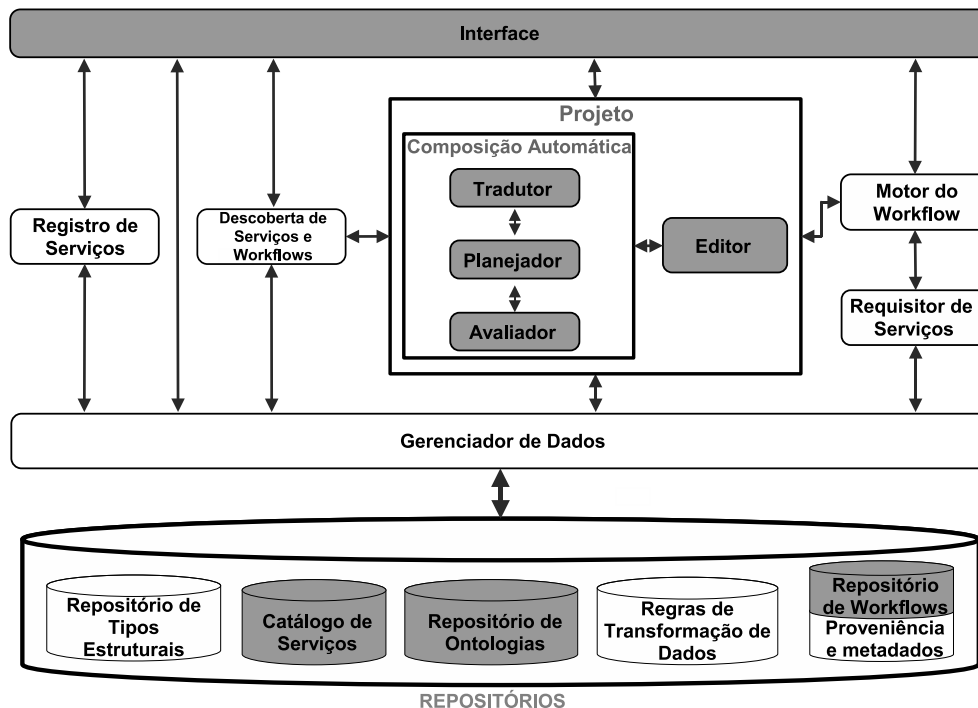 Interface
Projeto
Composição Automática
Tradutor
Planejador
Avaliador
Editor
Registro de
Serviços
Descoberta de
Serviços e
Workflows
Motor do
Workflow
Requisitor de
Serviços
Gerenciador de Dados
Repositório de
Tipos
Estruturais
Catálogo de
Serviços
Repositório de
Ontologias
Regras de
Transformação de
Dados
Repositório
de Workflows
Proveniência
e metadados
REPOSITÓRIOS